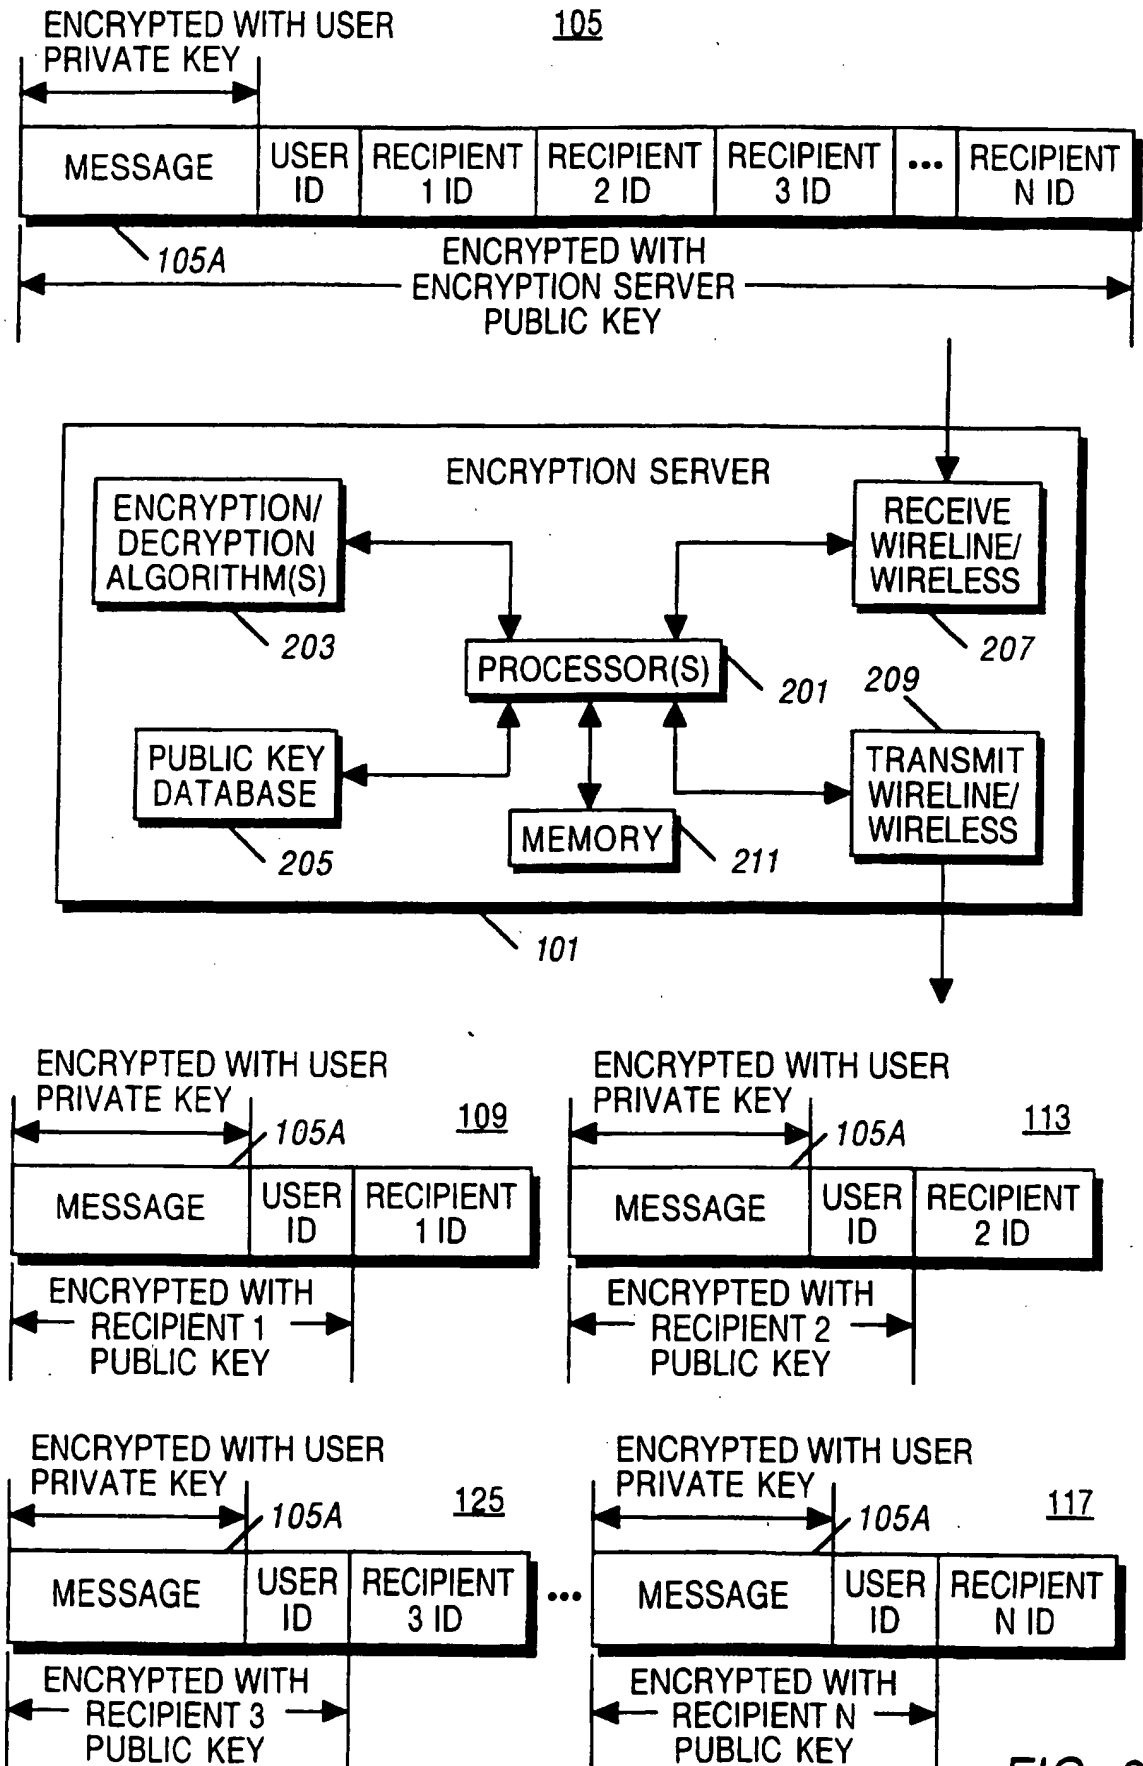 ENCRYPTED WITH USER
PRIVATE KEY
105
MESSAGE
USER
ID
RECIPIENT
1 ID
RECIPIENT
2 ID
RECIPIENT
3 ID
...
RECIPIENT
N ID
105A
ENCRYPTED WITH
ENCRYPTION SERVER
PUBLIC KEY
ENCRYPTION SERVER
ENCRYPTION/
DECRYPTION
ALGORITHM(S)
203
RECEIVE
WIRELINE/
WIRELESS
207
PROCESSOR(S)
201
209
PUBLIC KEY
DATABASE
205
MEMORY
211
TRANSMIT
WIRELINE/
WIRELESS
101
ENCRYPTED WITH USER
PRIVATE KEY
105A
109
MESSAGE
USER
ID
RECIPIENT
1 ID
ENCRYPTED WITH
RECIPIENT 1
PUBLIC KEY
ENCRYPTED WITH USER
PRIVATE KEY
105A
113
MESSAGE
USER
ID
RECIPIENT
2 ID
ENCRYPTED WITH
RECIPIENT 2
PUBLIC KEY
ENCRYPTED WITH USER
PRIVATE KEY
105A
125
MESSAGE
USER
ID
RECIPIENT
3 ID
ENCRYPTED WITH
RECIPIENT 3
PUBLIC KEY
...
ENCRYPTED WITH USER
PRIVATE KEY
105A
117
MESSAGE
USER
ID
RECIPIENT
N ID
ENCRYPTED WITH
RECIPIENT N
PUBLIC KEY
FIG.